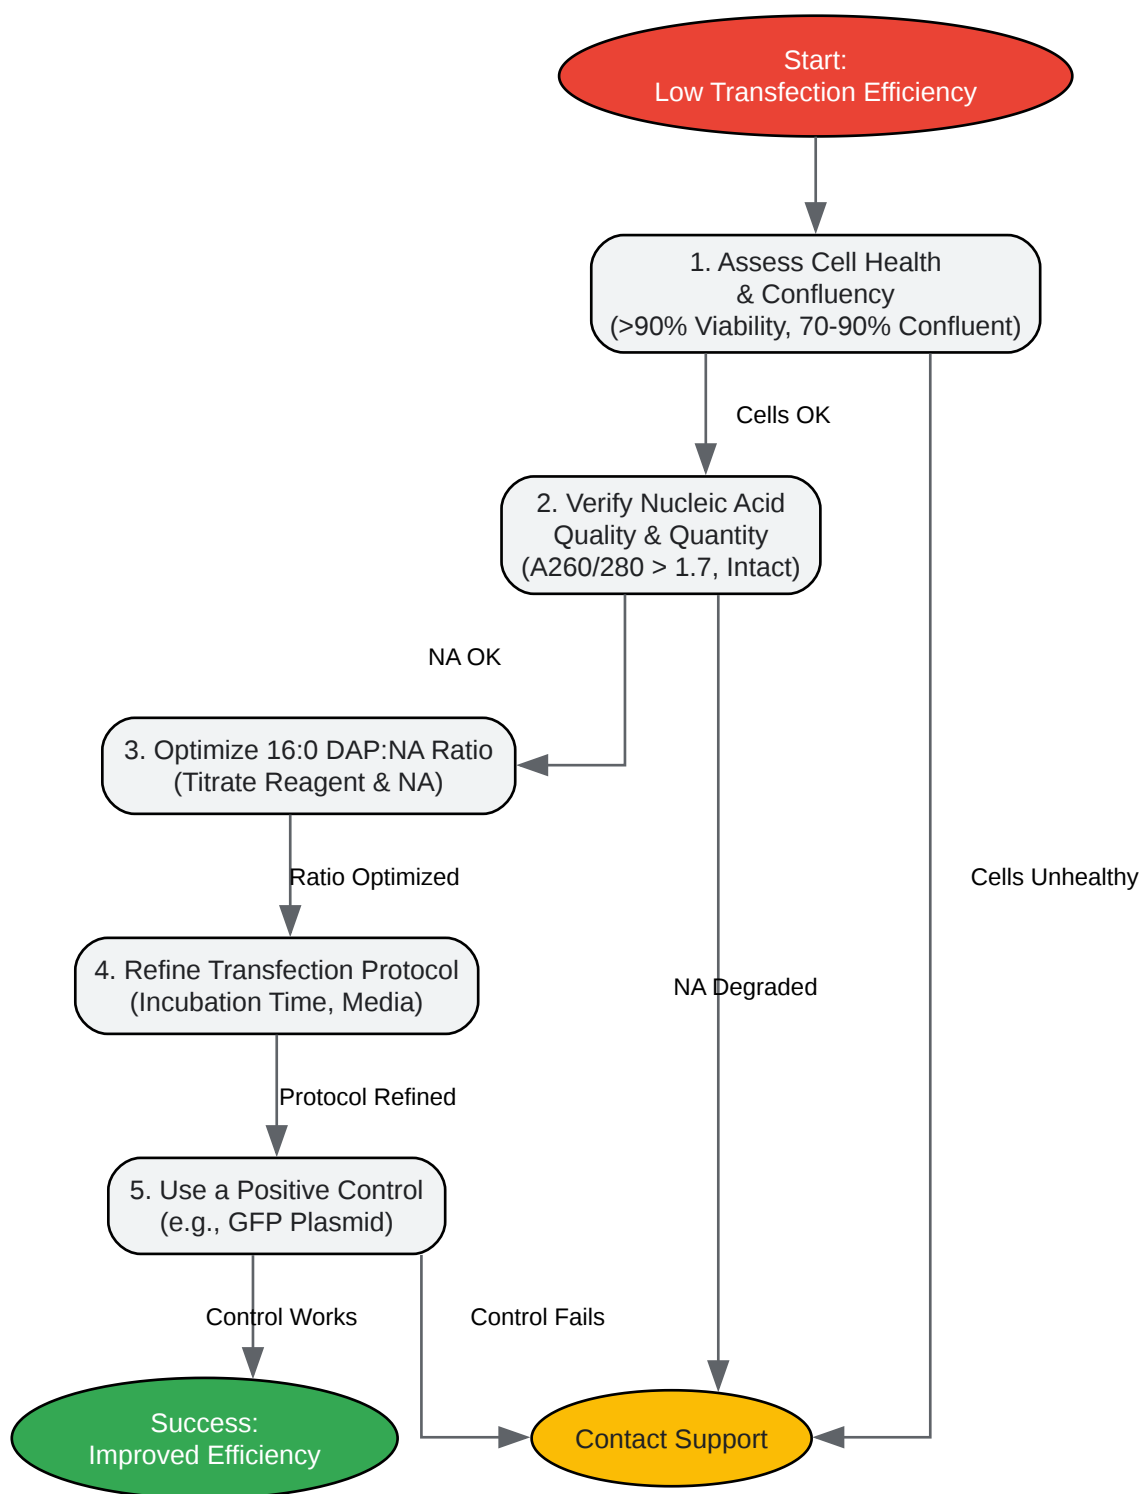 Start:
Low Transfection Efficiency
1. Assess Cell Health
& Confluency
(>90% Viability, 70-90% Confluent)
Cells OK
2. Verify Nucleic Acid
Quality & Quantity
(A260/280 > 1.7, Intact)
NA OK
3. Optimize 16:0 DAP:NA Ratio
(Titrate Reagent & NA)
Ratio Optimized
Cells Unhealthy
4. Refine Transfection Protocol
(Incubation Time, Media)
NA Degraded
Protocol Refined
5. Use a Positive Control
(e.g., GFP Plasmid)
Control Works
Control Fails
Success:
Improved Efficiency
Contact Support